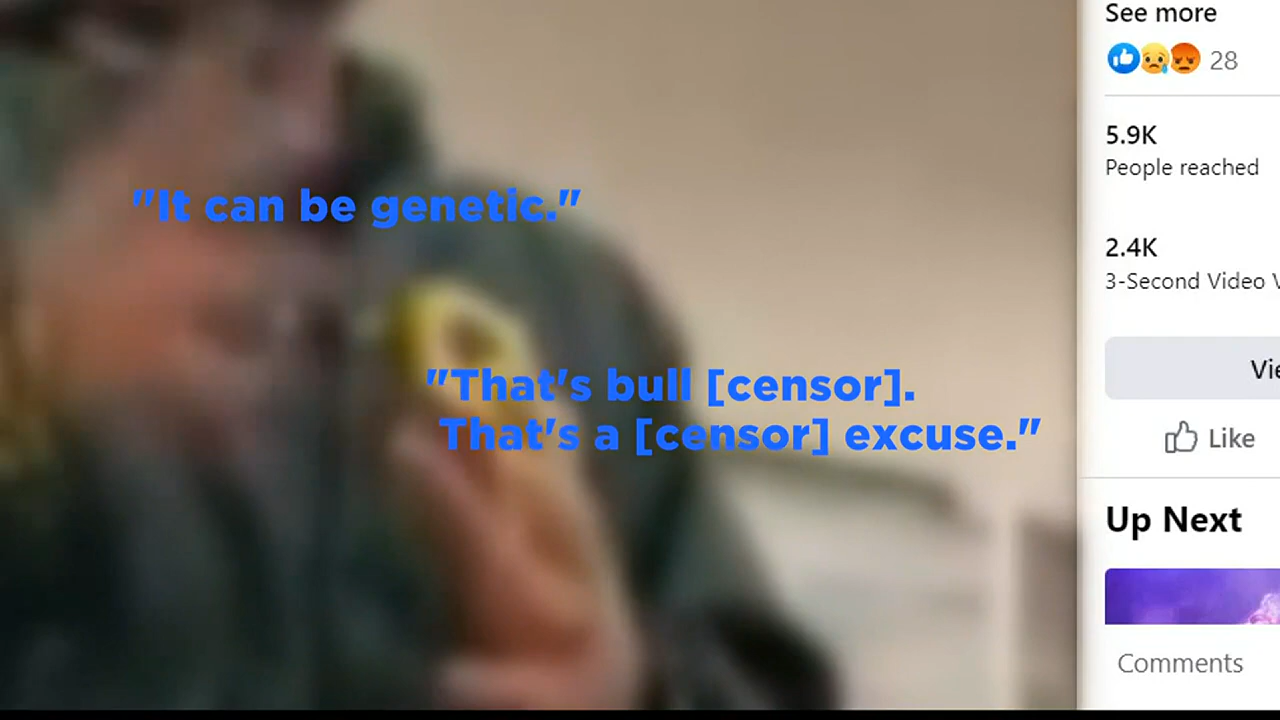 "It can be genetic."
"That's bull [censor].
That's a [censor] excuse."
See more
28
5.9K
People reached
2.4K
3-Second Video
Like
Up Next
Comments